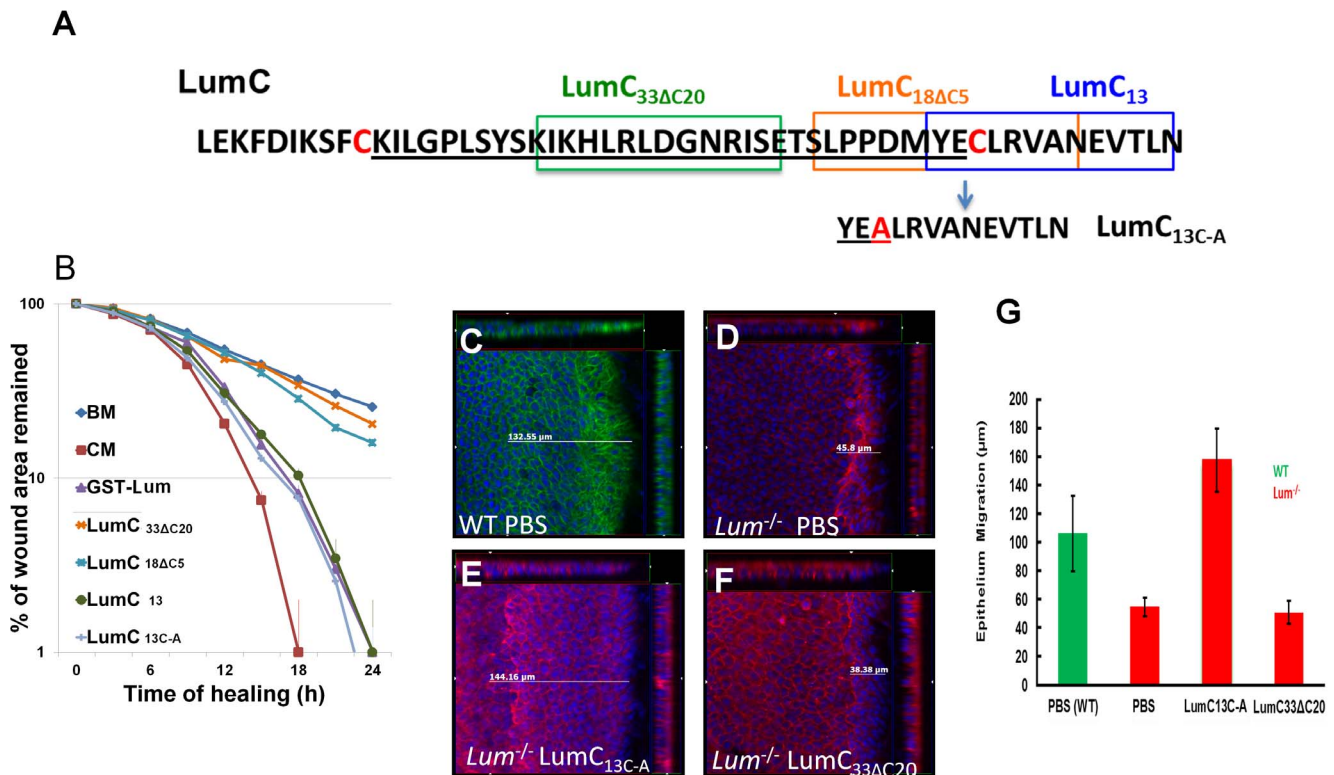 A
LumC
LumC33ΔC20
LumC18ΔC5
LumC13
LEKFDIKSFCKILGPLSYSKIKHLRLDGNRISETSLPPDMYECLRVANEVTLN
YEALRVANEVTLN
LumC13C-A
B
% of wound area remained
100
10
1
BM
CM
GST-Lum
LumC 33ΔC20
LumC 18ΔC5
LumC 13
LumC 13C-A
0 6 12 18 24
Time of healing (h)
C
132.55 µm
WT PBS
D
45.8 µm
Lum-/- PBS
E
144.16 µm
Lum-/- LumC13C-A
F
38.38 µm
Lum-/- LumC33ΔC20
G
Epithelium Migration (µm)
200
180
160
140
120
100
80
60
40
20
0
WT
Lum-/-
PBS (WT) PBS LumC13C-A LumC33ΔC20